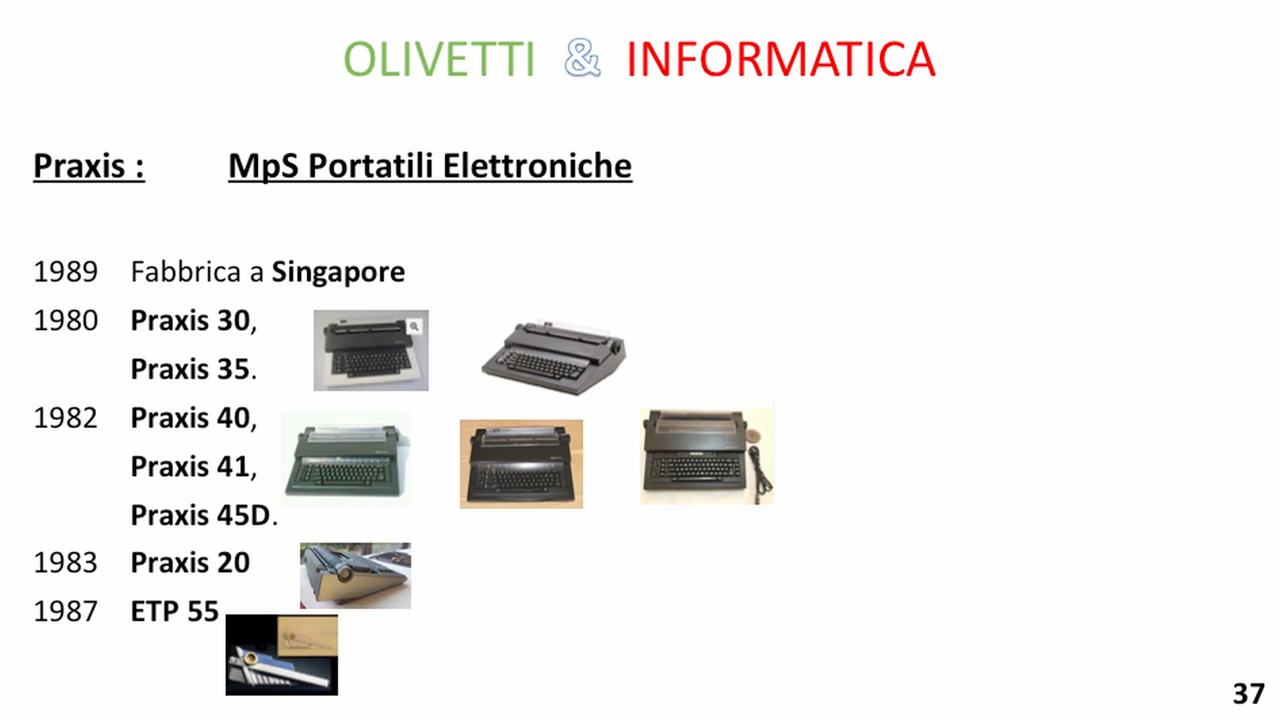 OLIVETTI & INFORMATICA
Praxis : MpS Portatili Elettroniche
1989 Fabbrica a Singapore
1980 Praxis 30,
Praxis 35.
1982 Praxis 40,
Praxis 41,
Praxis 45D.
1983 Praxis 20
1987 ETP 55
37